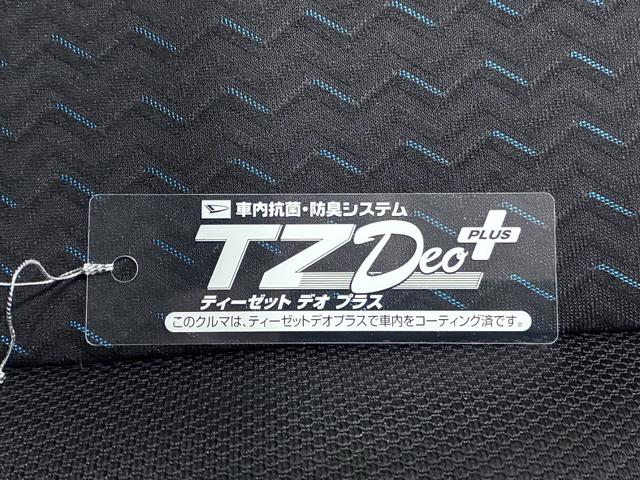 車内抗菌・防臭システム
TZ Deo PLUS
ティーゼット デオ プラス
このクルマは、ティーゼットデオプラスで車内をコーティング済です。